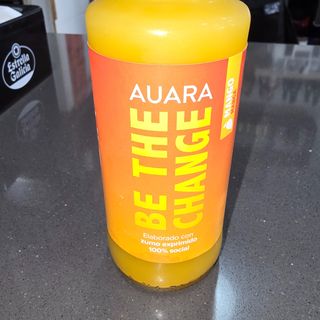 Estrella
Galicia
AUARA
BE THE
CHANGE
MANGO
Elaborado con
zumo exprimido
100% social